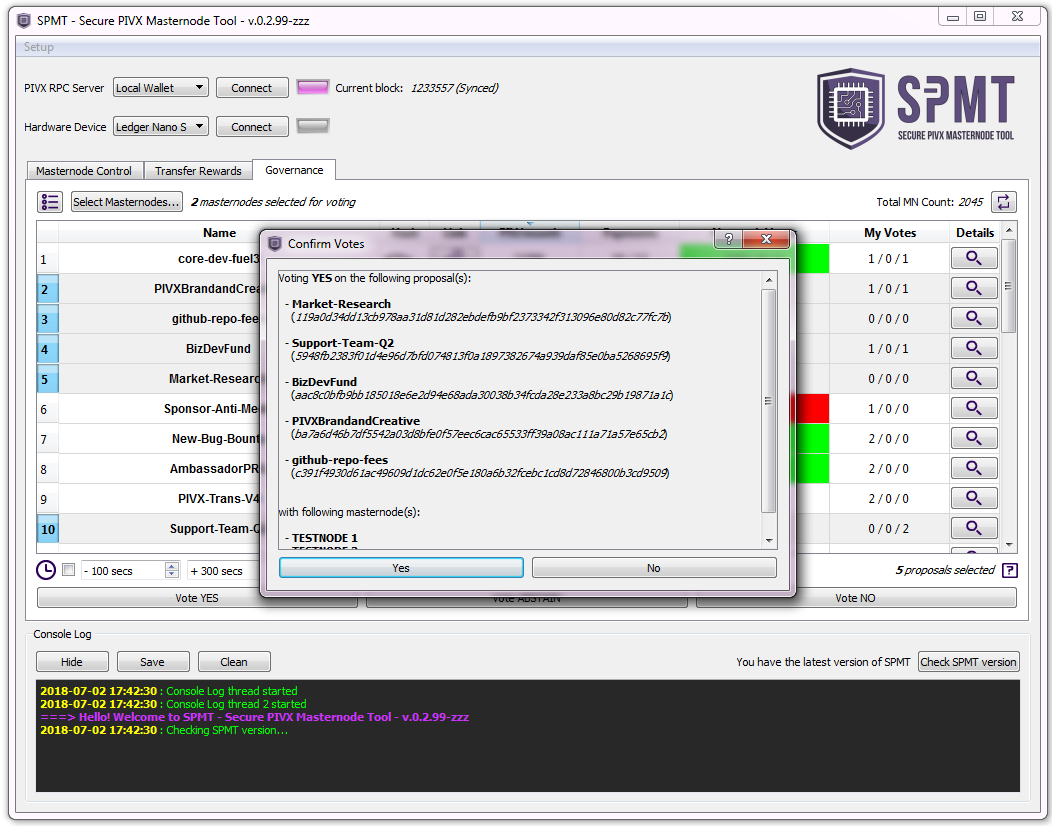 SPMT - Secure PIVX Masternode Tool - v.0.2.99-zzz
Setup
PIVX RPC Server Local Wallet Connect Current block: 1233557 (Synced)
Hardware Device Ledger Nano S Connect
SPMT
SECURE PIVX MASTERNODE TOOL
Masternode Control Transfer Rewards Governance
Select Masternodes... 2 masternodes selected for voting Total MN Count: 2045
Name My Votes Details
1 core-dev-fuel3 1 / 0 / 1
2 PIVXBrandandCrea 1 / 0 / 1
3 github-repo-fee 0 / 0 / 0
4 BizDevFund 1 / 0 / 1
5 Market-Researc 0 / 0 / 0
6 Sponsor-Anti-Me 1 / 0 / 0
7 New-Bug-Bount 2 / 0 / 0
8 AmbassadorPR 2 / 0 / 0
9 PIVX-Trans-V4 2 / 0 / 0
10 Support-Team-Q 0 / 0 / 2
Confirm Votes ?
Voting YES on the following proposal(s):
- Market-Research
(119a0d34dd13cb978aa31d81d282ebdefb9bf2373342f313096e80d82c77fc7b)
- Support-Team-Q2
(5948fb2383f01d4e96d7bfd074813f0a1897382674a939daf85e0ba5268695f9)
- BizDevFund
(aac8c0bfb9bb185018e6e2d94e68ada30038b34fcda28e233a8bc29b19871a1c)
- PIVXBrandandCreative
(ba7a6d46b7df5542a03d8bfe0f57eec6cac65533ff39a08ac111a71a57e65cb2)
- github-repo-fees
(c391f4930d61ac49609d1dc62e0f5e180a6b32fcebc1cd8d72846800b3cd9509)
with following masternode(s):
- TESTNODE 1
Yes No
- 100 secs + 300 secs 5 proposals selected ?
Vote YES Vote ABSTAIN Vote NO
Console Log
Hide Save Clean You have the latest version of SPMT Check SPMT version
2018-07-02 17:42:30 : Console Log thread started
2018-07-02 17:42:30 : Console Log thread 2 started
===> Hello! Welcome to SPMT - Secure PIVX Masternode Tool - v.0.2.99-zzz
2018-07-02 17:42:30 : Checking SPMT version...